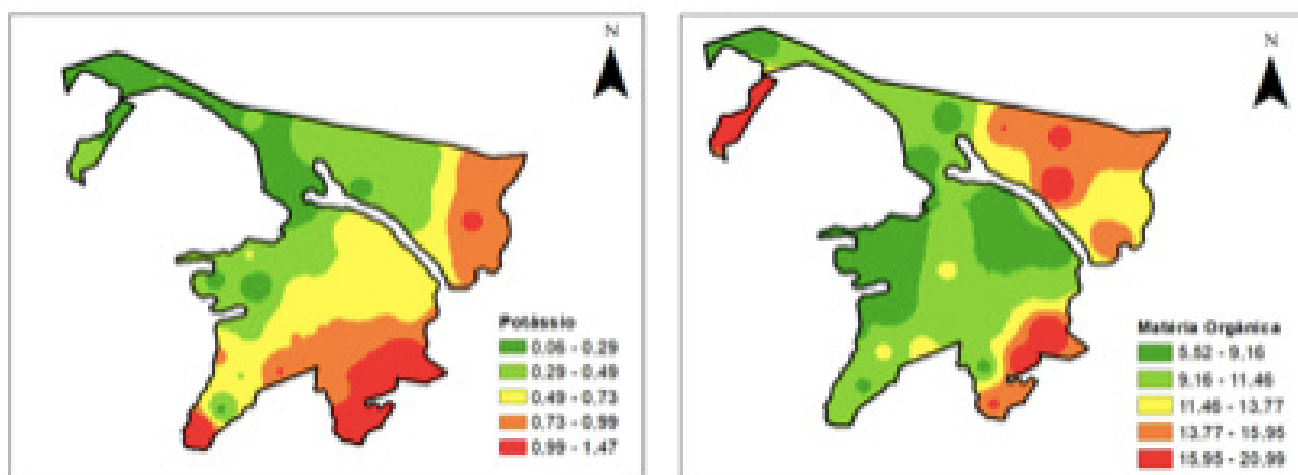 N
Potássio
0.06 - 0.29
0.29 - 0.49
0.49 - 0.73
0.73 - 0.99
0.99 - 1.47
N
Matéria Orgânica
5.52 - 9.16
9.16 - 11.46
11.46 - 13.77
13.77 - 15.95
15.95 - 20.99